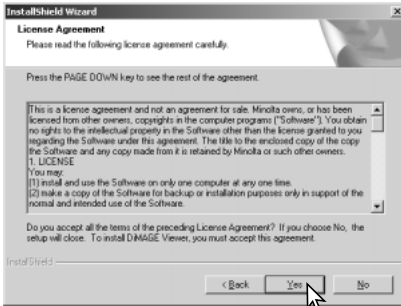 InstallShield Wizard
License Agreement
Please read the following license agreement carefully.
Press the PAGE DOWN key to see the rest of the agreement.
This is a license agreement and not an agreement for sale. Minolta owns, or has been
licensed from other owners, copyrights in the computer programs ("Software"). You obtain
no rights to the intellectual property in the Software other than the license granted to you
regarding the Software under this agreement. The title to the enclosed copy of the copy
the Software and any copy made from it is retained by Minolta or such other owners.
1. LICENSE
You may:
(1) install and use the Software on only one computer at any one time.
(2) make a copy of the Software for backup or installation purposes only in support of the
normal and intended use of the Software.
Do you accept all the terms of the preceding License Agreement? If you choose No, the
setup will close. To install DiMAGE Viewer, you must accept this agreement.
InstallShield
< Back Yes No